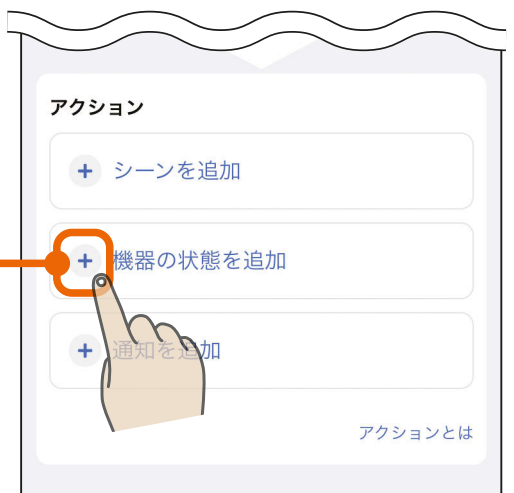 アクション
+ シーンを追加
+ 機器の状態を追加
+ 通知を追加
アクションとは